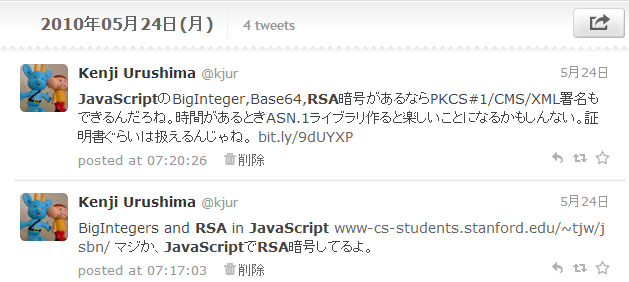 2010年05月24日(月) 4 tweets
Kenji Urushima @kjur 5月24日
JavaScriptのBigInteger,Base64,RSA暗号があるならPKCS#1/CMS/XML署名も
できるんだろね。時間があるときASN.1ライブラリ作ると楽しいことになるかもしんない。証
明書ぐらいは扱えるんじゃね。 bit.ly/9dUYXP
posted at 07:20:26 削除
Kenji Urushima @kjur 5月24日
BigIntegers and RSA in JavaScript www-cs-students.stanford.edu/~tjw/j
sbn/ マジか、JavaScriptでRSA暗号してるよ。
posted at 07:17:03 削除